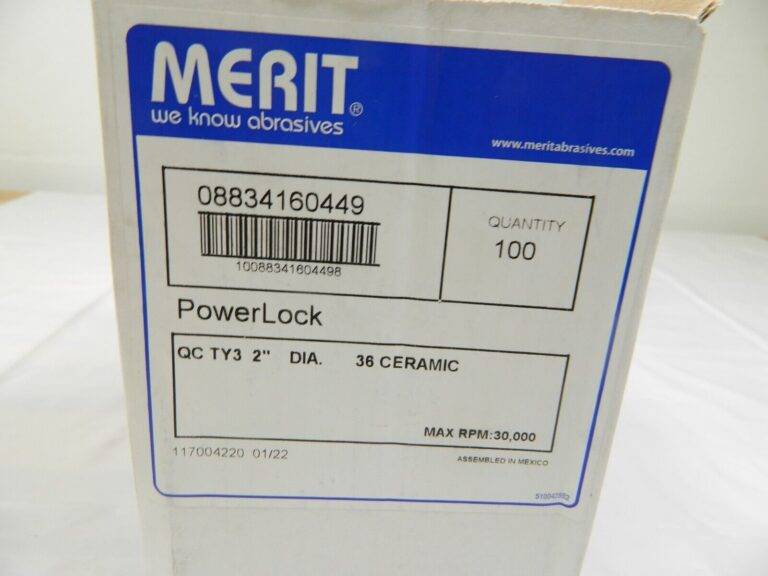 MERIT®
we know abrasives
www.meritabrasives.com
08834160449
10088341604498
QUANTITY
100
PowerLock
QC TY3 2" DIA. 36 CERAMIC
MAX RPM:30,000
117004220 01/22
ASSEMBLED IN MEXICO